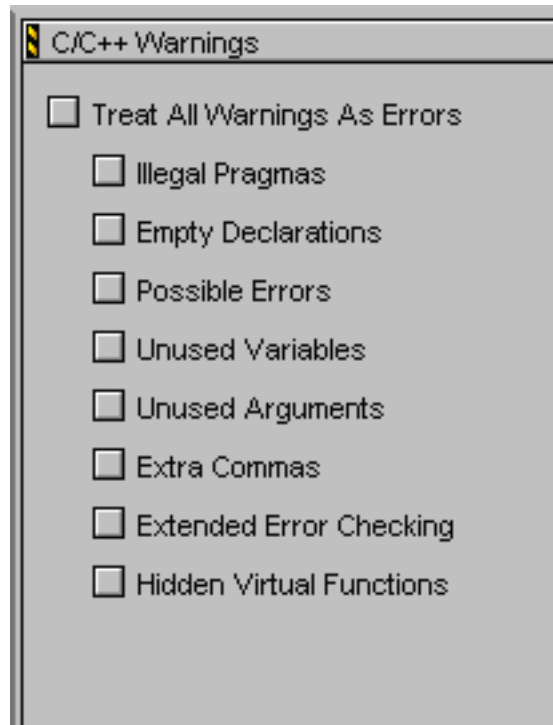 C/C++ Warnings
Treat All Warnings As Errors
Illegal Pragmas
Empty Declarations
Possible Errors
Unused Variables
Unused Arguments
Extra Commas
Extended Error Checking
Hidden Virtual Functions